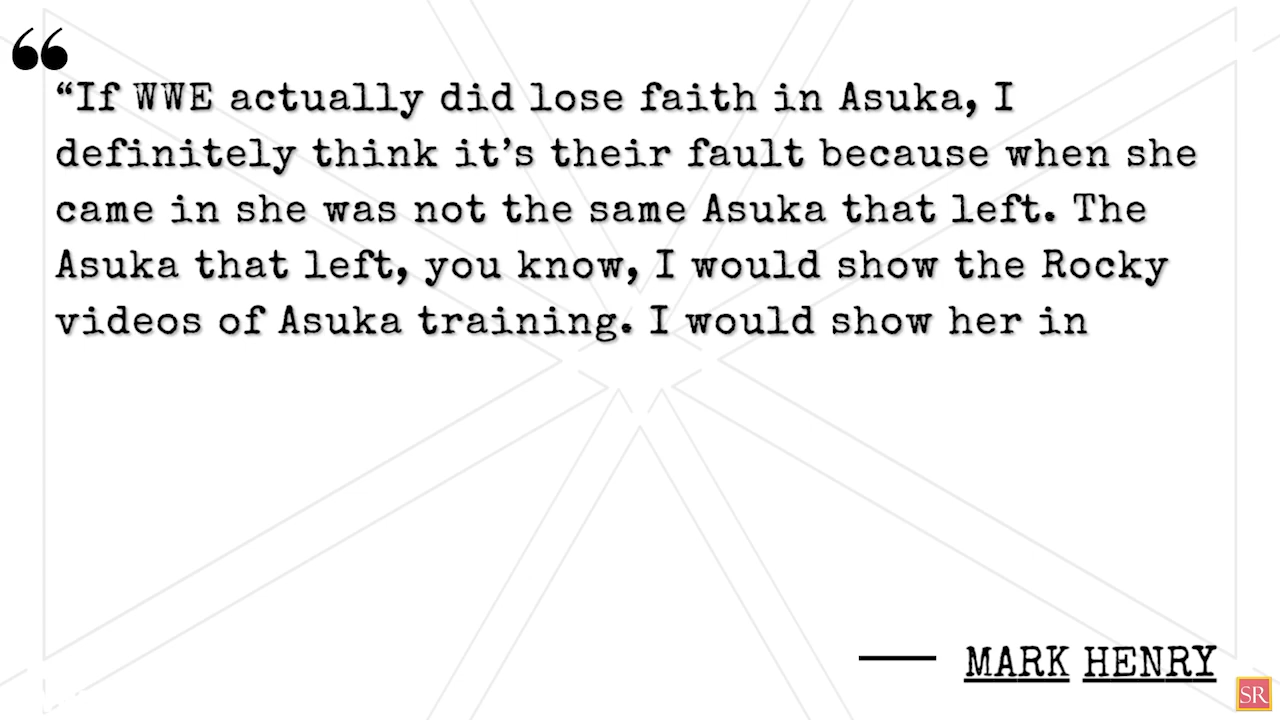 “If WWE actually did lose faith in Asuka, I
definitely think it’s their fault because when she
came in she was not the same Asuka that left. The
Asuka that left, you know, I would show the Rocky
videos of Asuka training. I would show her in
MARK HENRY
SR